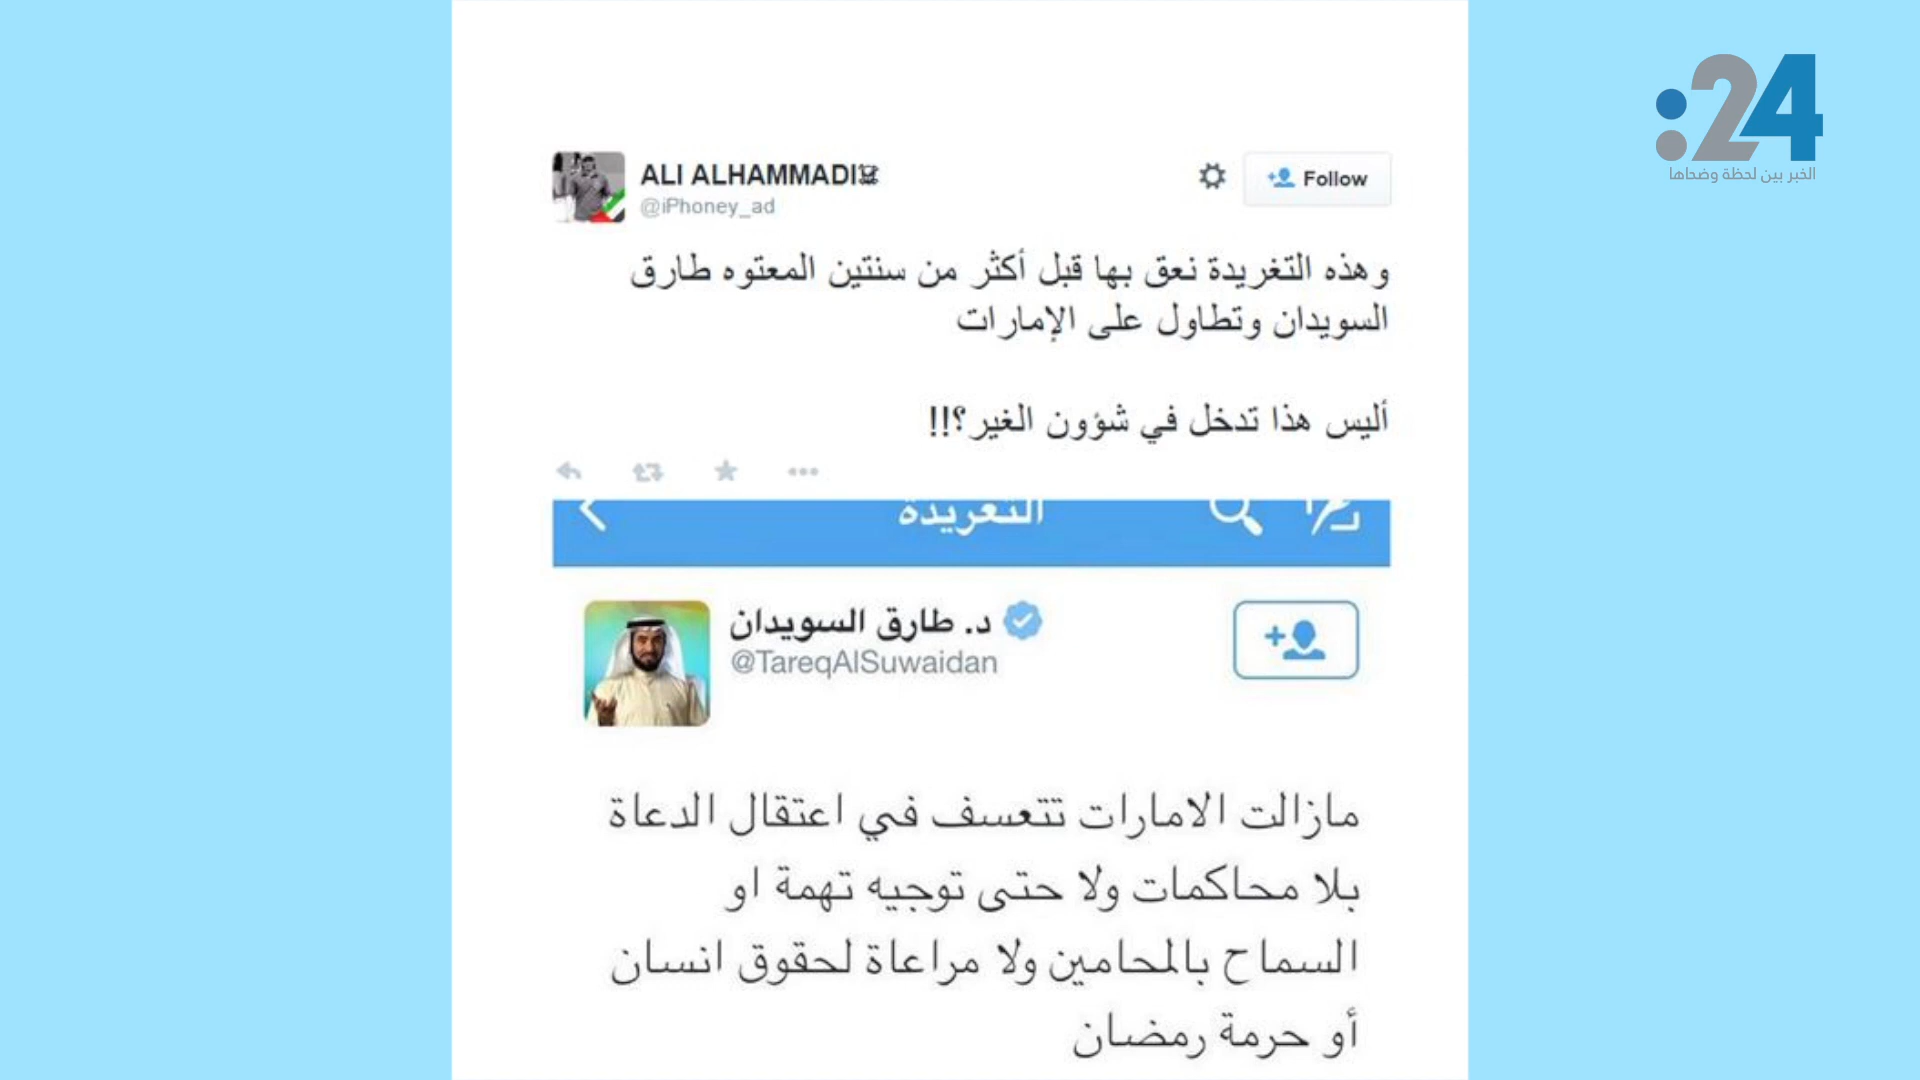 :24
الخبر بين لحظة وضحاها
ALI ALHAMMADI
@iPhoney_ad
Follow
وهذه التغريدة نعق بها قبل أكثر من سنتين المعتوه طارق
السويدان وتطاول على الإمارات
أليس هذا تدخل في شؤون الغير؟!!
التغريدة
د. طارق السويدان
@TareqAlSuwaidan
مازالت الامارات تتعسف في اعتقال الدعاة
بلا محاكمات ولا حتى توجيه تهمة او
السماح بالمحامين ولا مراعاة لحقوق انسان
أو حرمة رمضان